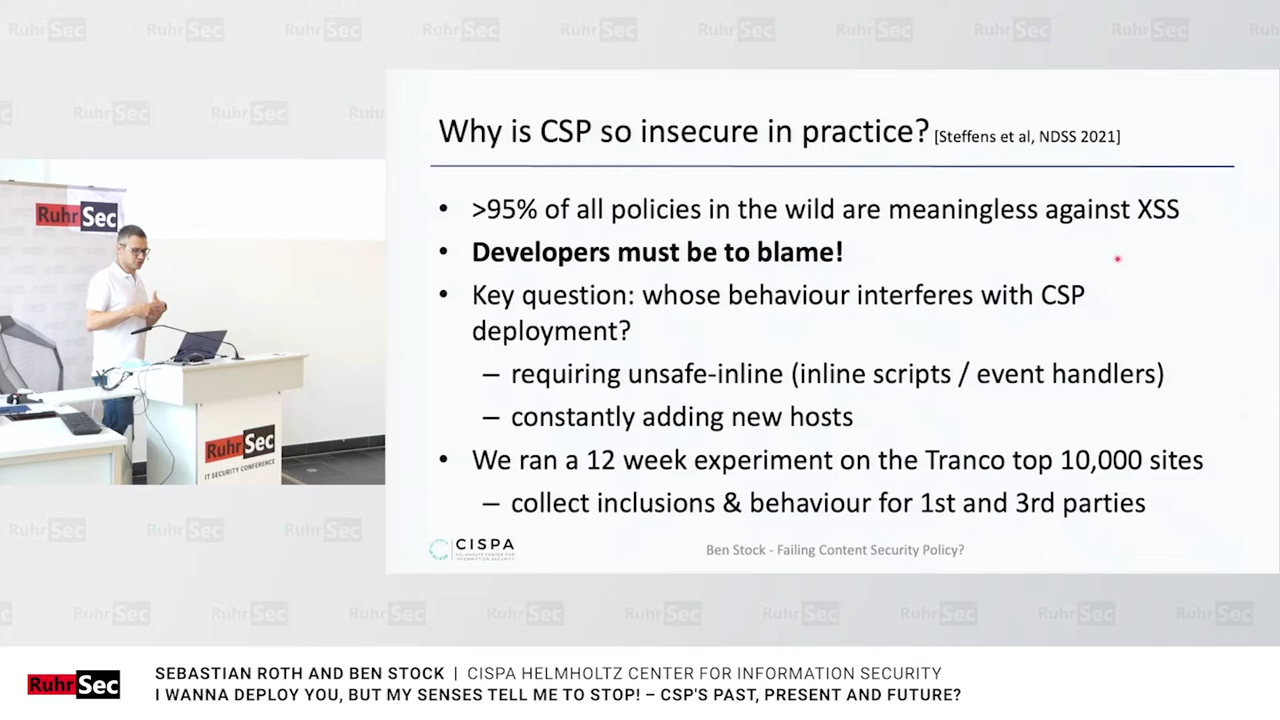 RuhrSec
RuhrSec
IT SECURITY CONFERENCE
Why is CSP so insecure in practice? [Steffens et al, NDSS 2021]
• >95% of all policies in the wild are meaningless against XSS
• Developers must be to blame!
• Key question: whose behaviour interferes with CSP
deployment?
– requiring unsafe-inline (inline scripts / event handlers)
– constantly adding new hosts
• We ran a 12 week experiment on the Tranco top 10,000 sites
– collect inclusions & behaviour for 1st and 3rd parties
CISPA
HELMHOLTZ CENTER FOR
INFORMATION SECURITY
Ben Stock - Failing Content Security Policy?
RuhrSec
SEBASTIAN ROTH AND BEN STOCK | CISPA HELMHOLTZ CENTER FOR INFORMATION SECURITY
I WANNA DEPLOY YOU, BUT MY SENSES TELL ME TO STOP! – CSP'S PAST, PRESENT AND FUTURE?